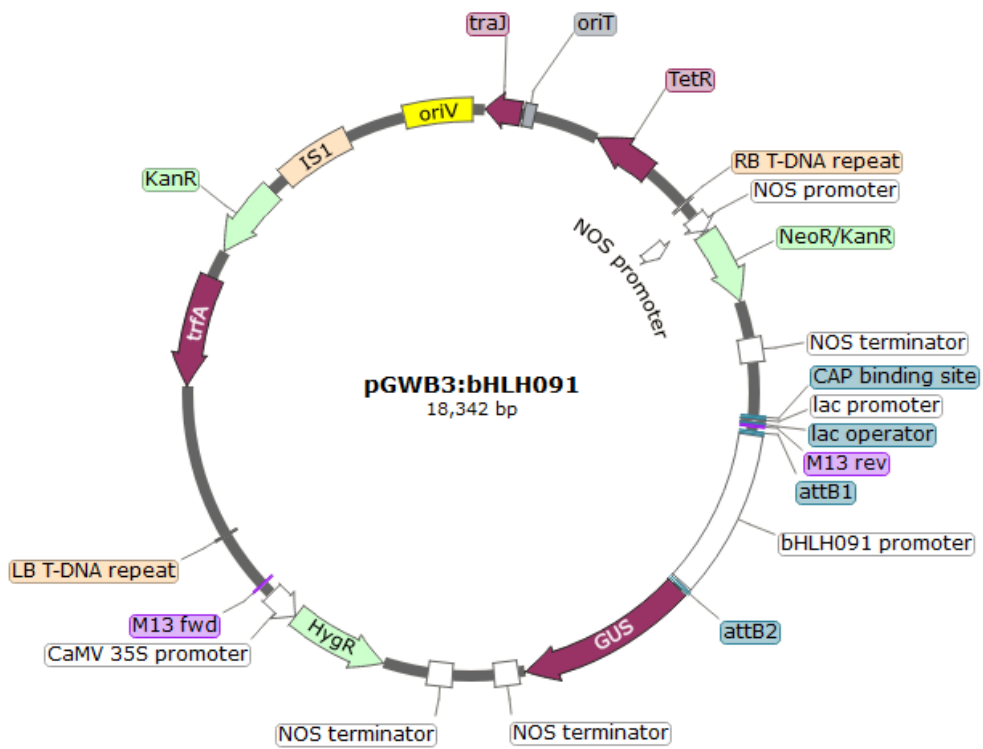 traJ
oriT
TetR
oriV
IS1
KanR
RB T-DNA repeat
NOS promoter
NOS promoter
NeoR/KanR
trfA
NOS terminator
CAP binding site
pGWB3:bHLH091
18,342 bp
lac promoter
lac operator
M13 rev
attB1
bHLH091 promoter
LB T-DNA repeat
M13 fwd
attB2
GUS
HygR
CaMV 35S promoter
NOS terminator
NOS terminator